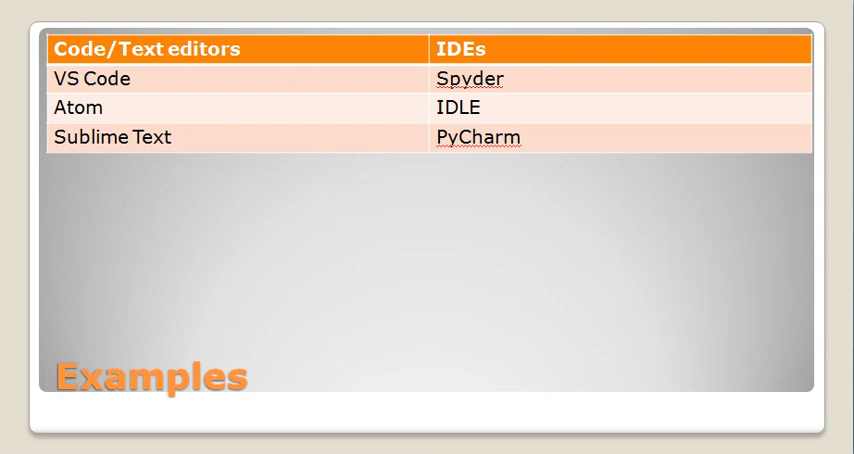 Code/Text editors IDEs
VS Code Spyder
Atom IDLE
Sublime Text PyCharm
Examples